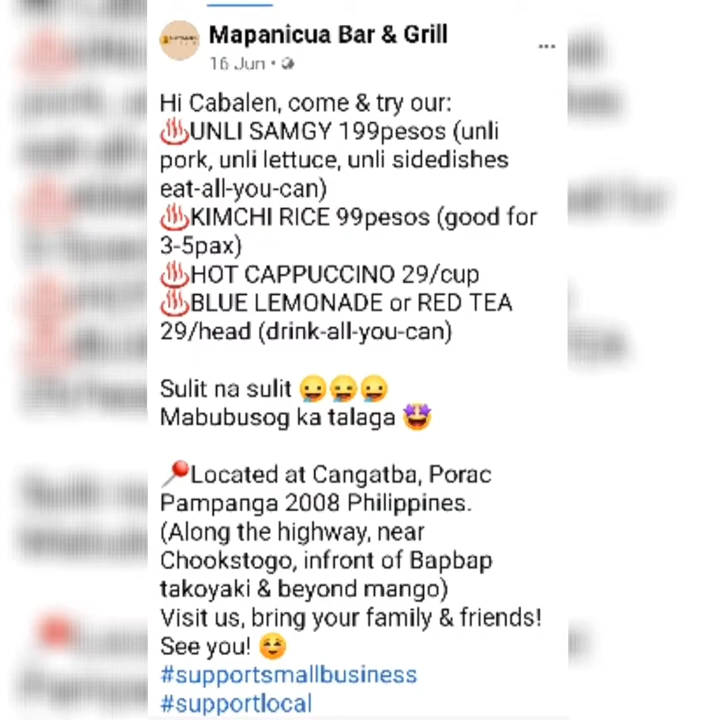 Mapanicua Bar & Grill
16 Jun •
Hi Cabalen, come & try our:
♨️UNLI SAMGY 199pesos (unli
pork, unli lettuce, unli sidedishes
eat-all-you-can)
♨️KIMCHI RICE 99pesos (good for
3-5pax)
♨️HOT CAPPUCCINO 29/cup
♨️BLUE LEMONADE or RED TEA
29/head (drink-all-you-can)
Sulit na sulit 😜😜😜
Mabubusog ka talaga 🤩
📍Located at Cangatba, Porac
Pampanga 2008 Philippines.
(Along the highway, near
Chookstogo, infront of Bapbap
takoyaki & beyond mango)
Visit us, bring your family & friends!
See you! ☺️
#supportsmallbusiness
#supportlocal